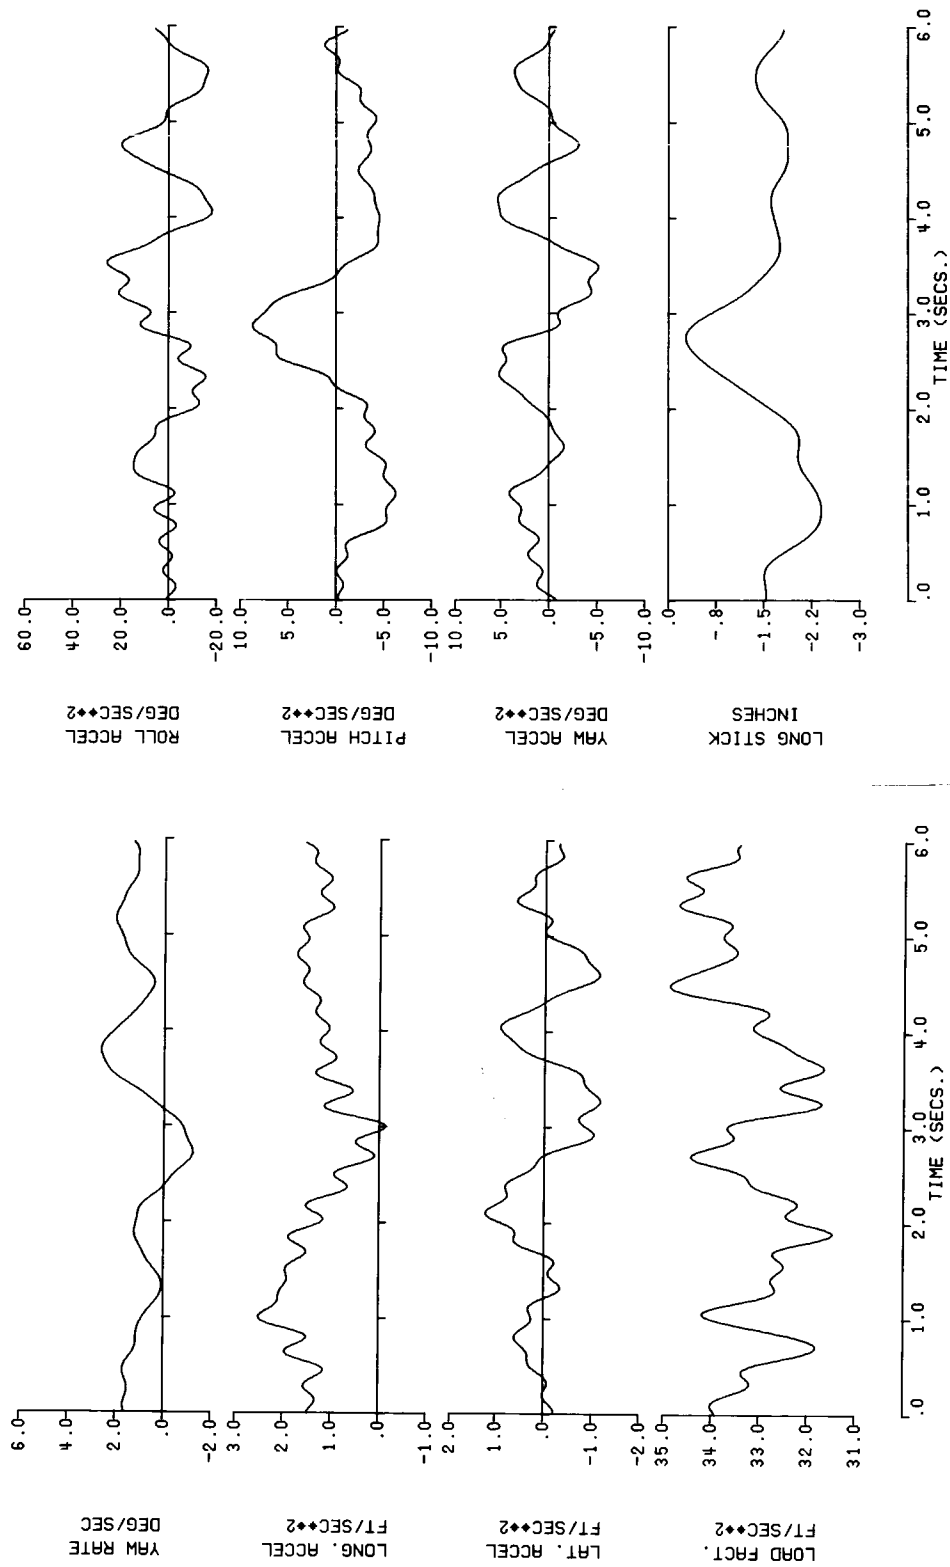 60.0
40.0
20.0
.0
-20.0
ROLL ACCEL
DEG/SEC**2
10.0
5.0
.0
-5.0
-10.0
PITCH ACCEL
DEG/SEC**2
10.0
5.0
.0
-5.0
-10.0
YAW ACCEL
DEG/SEC**2
.0
-.8
-1.5
-2.2
-3.0
LONG STICK
INCHES
.0 1.0 2.0 3.0 4.0 5.0 6.0
TIME (SECS.)
6.0
4.0
2.0
.0
-2.0
YAW RATE
DEG/SEC
3.0
2.0
1.0
.0
-1.0
LONG. ACCEL
FT/SEC**2
2.0
1.0
.0
-1.0
-2.0
LAT. ACCEL
FT/SEC**2
35.0
34.0
33.0
32.0
31.0
LOAD FACT.
FT/SEC**2
.0 1.0 2.0 3.0 4.0 5.0 6.0
TIME (SECS.)